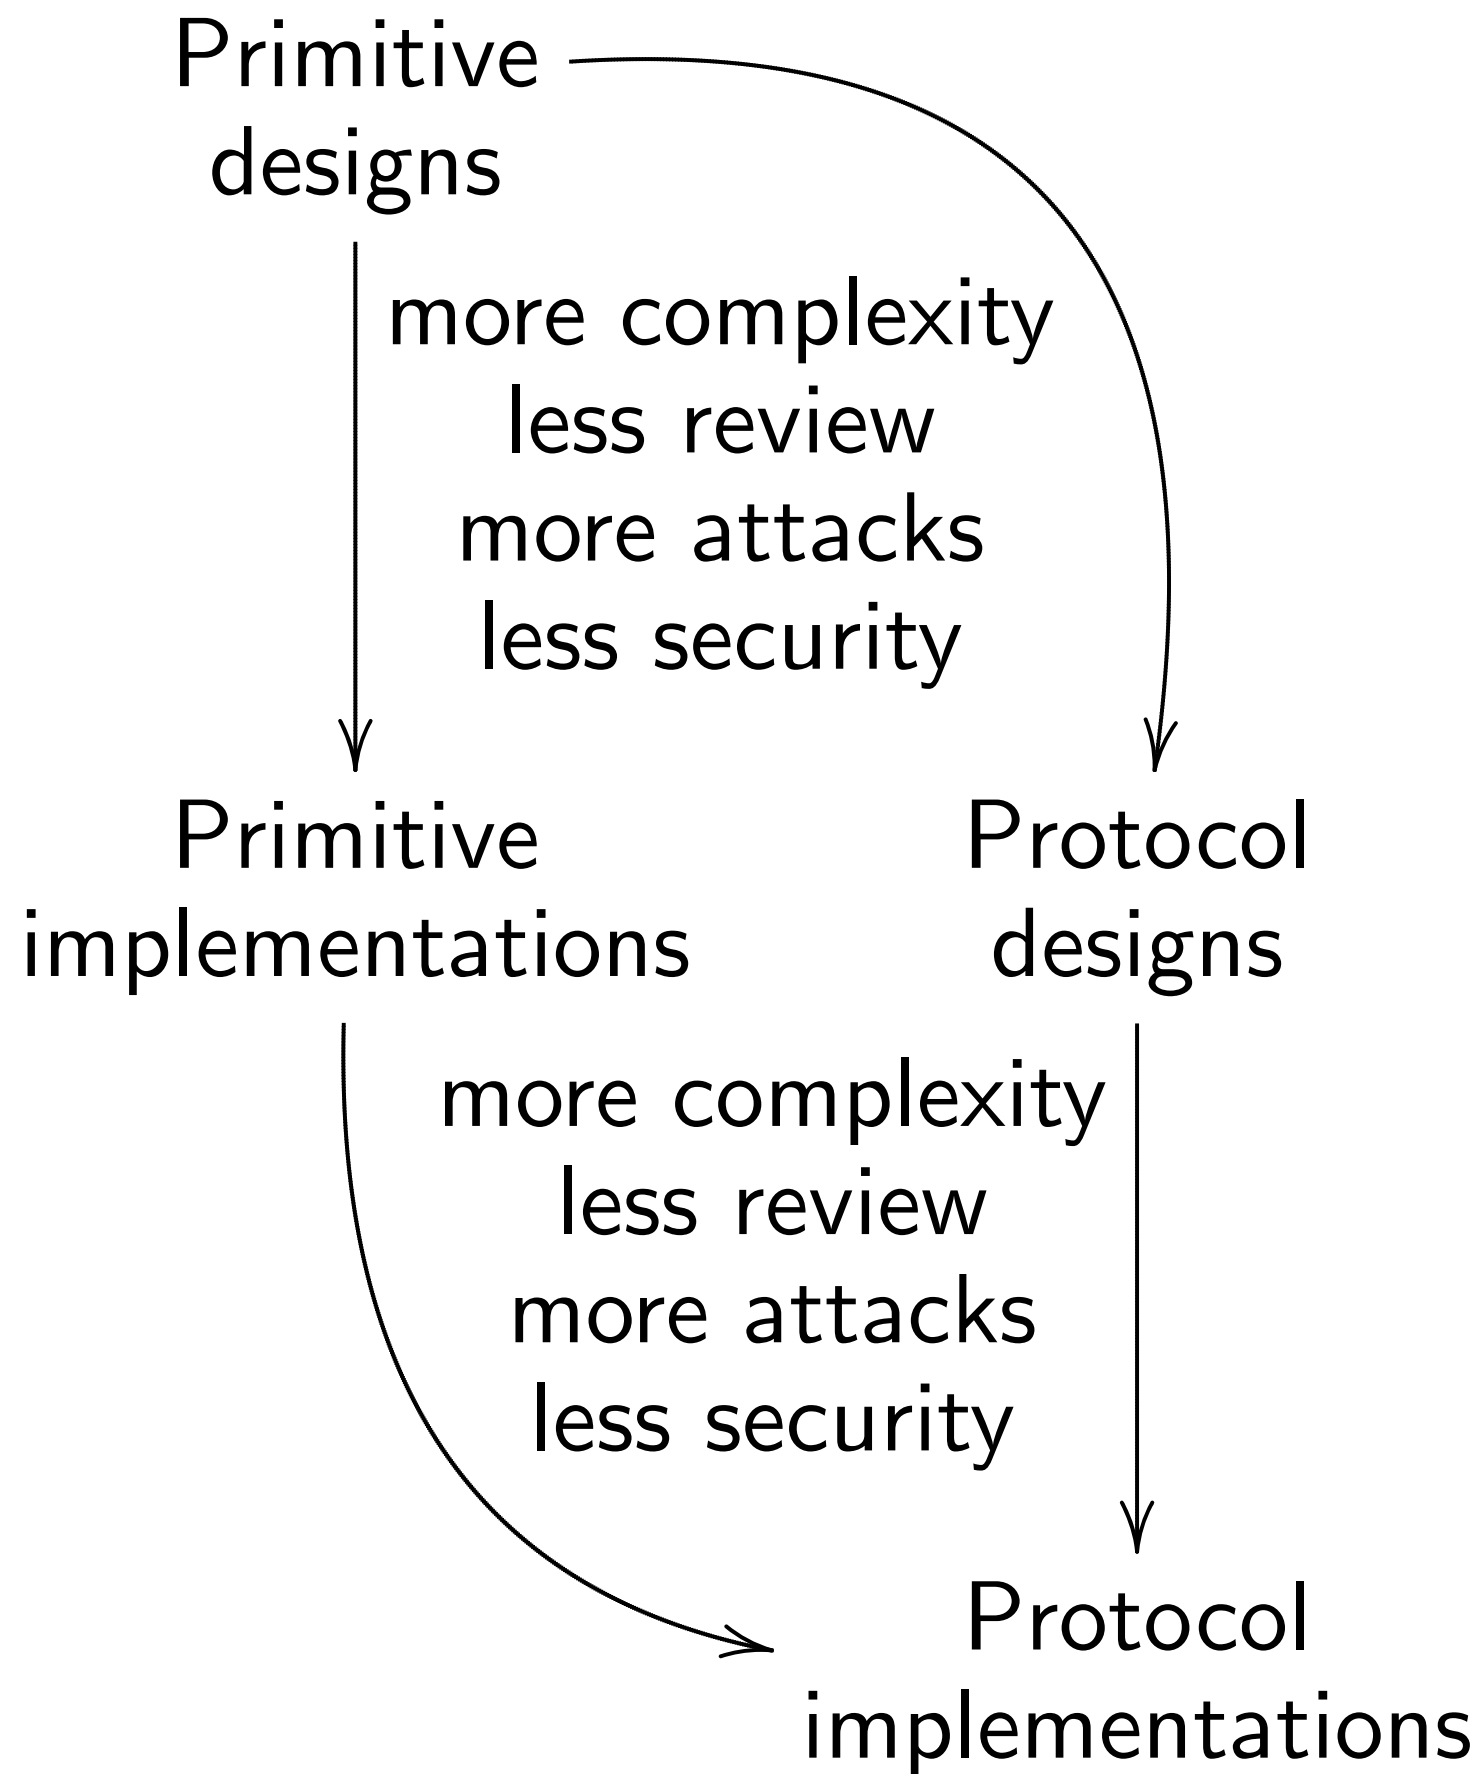 Primitive
designs
more complexity
less review
more attacks
less security
Primitive
implementations
Protocol
designs
more complexity
less review
more attacks
less security
Protocol
implementations